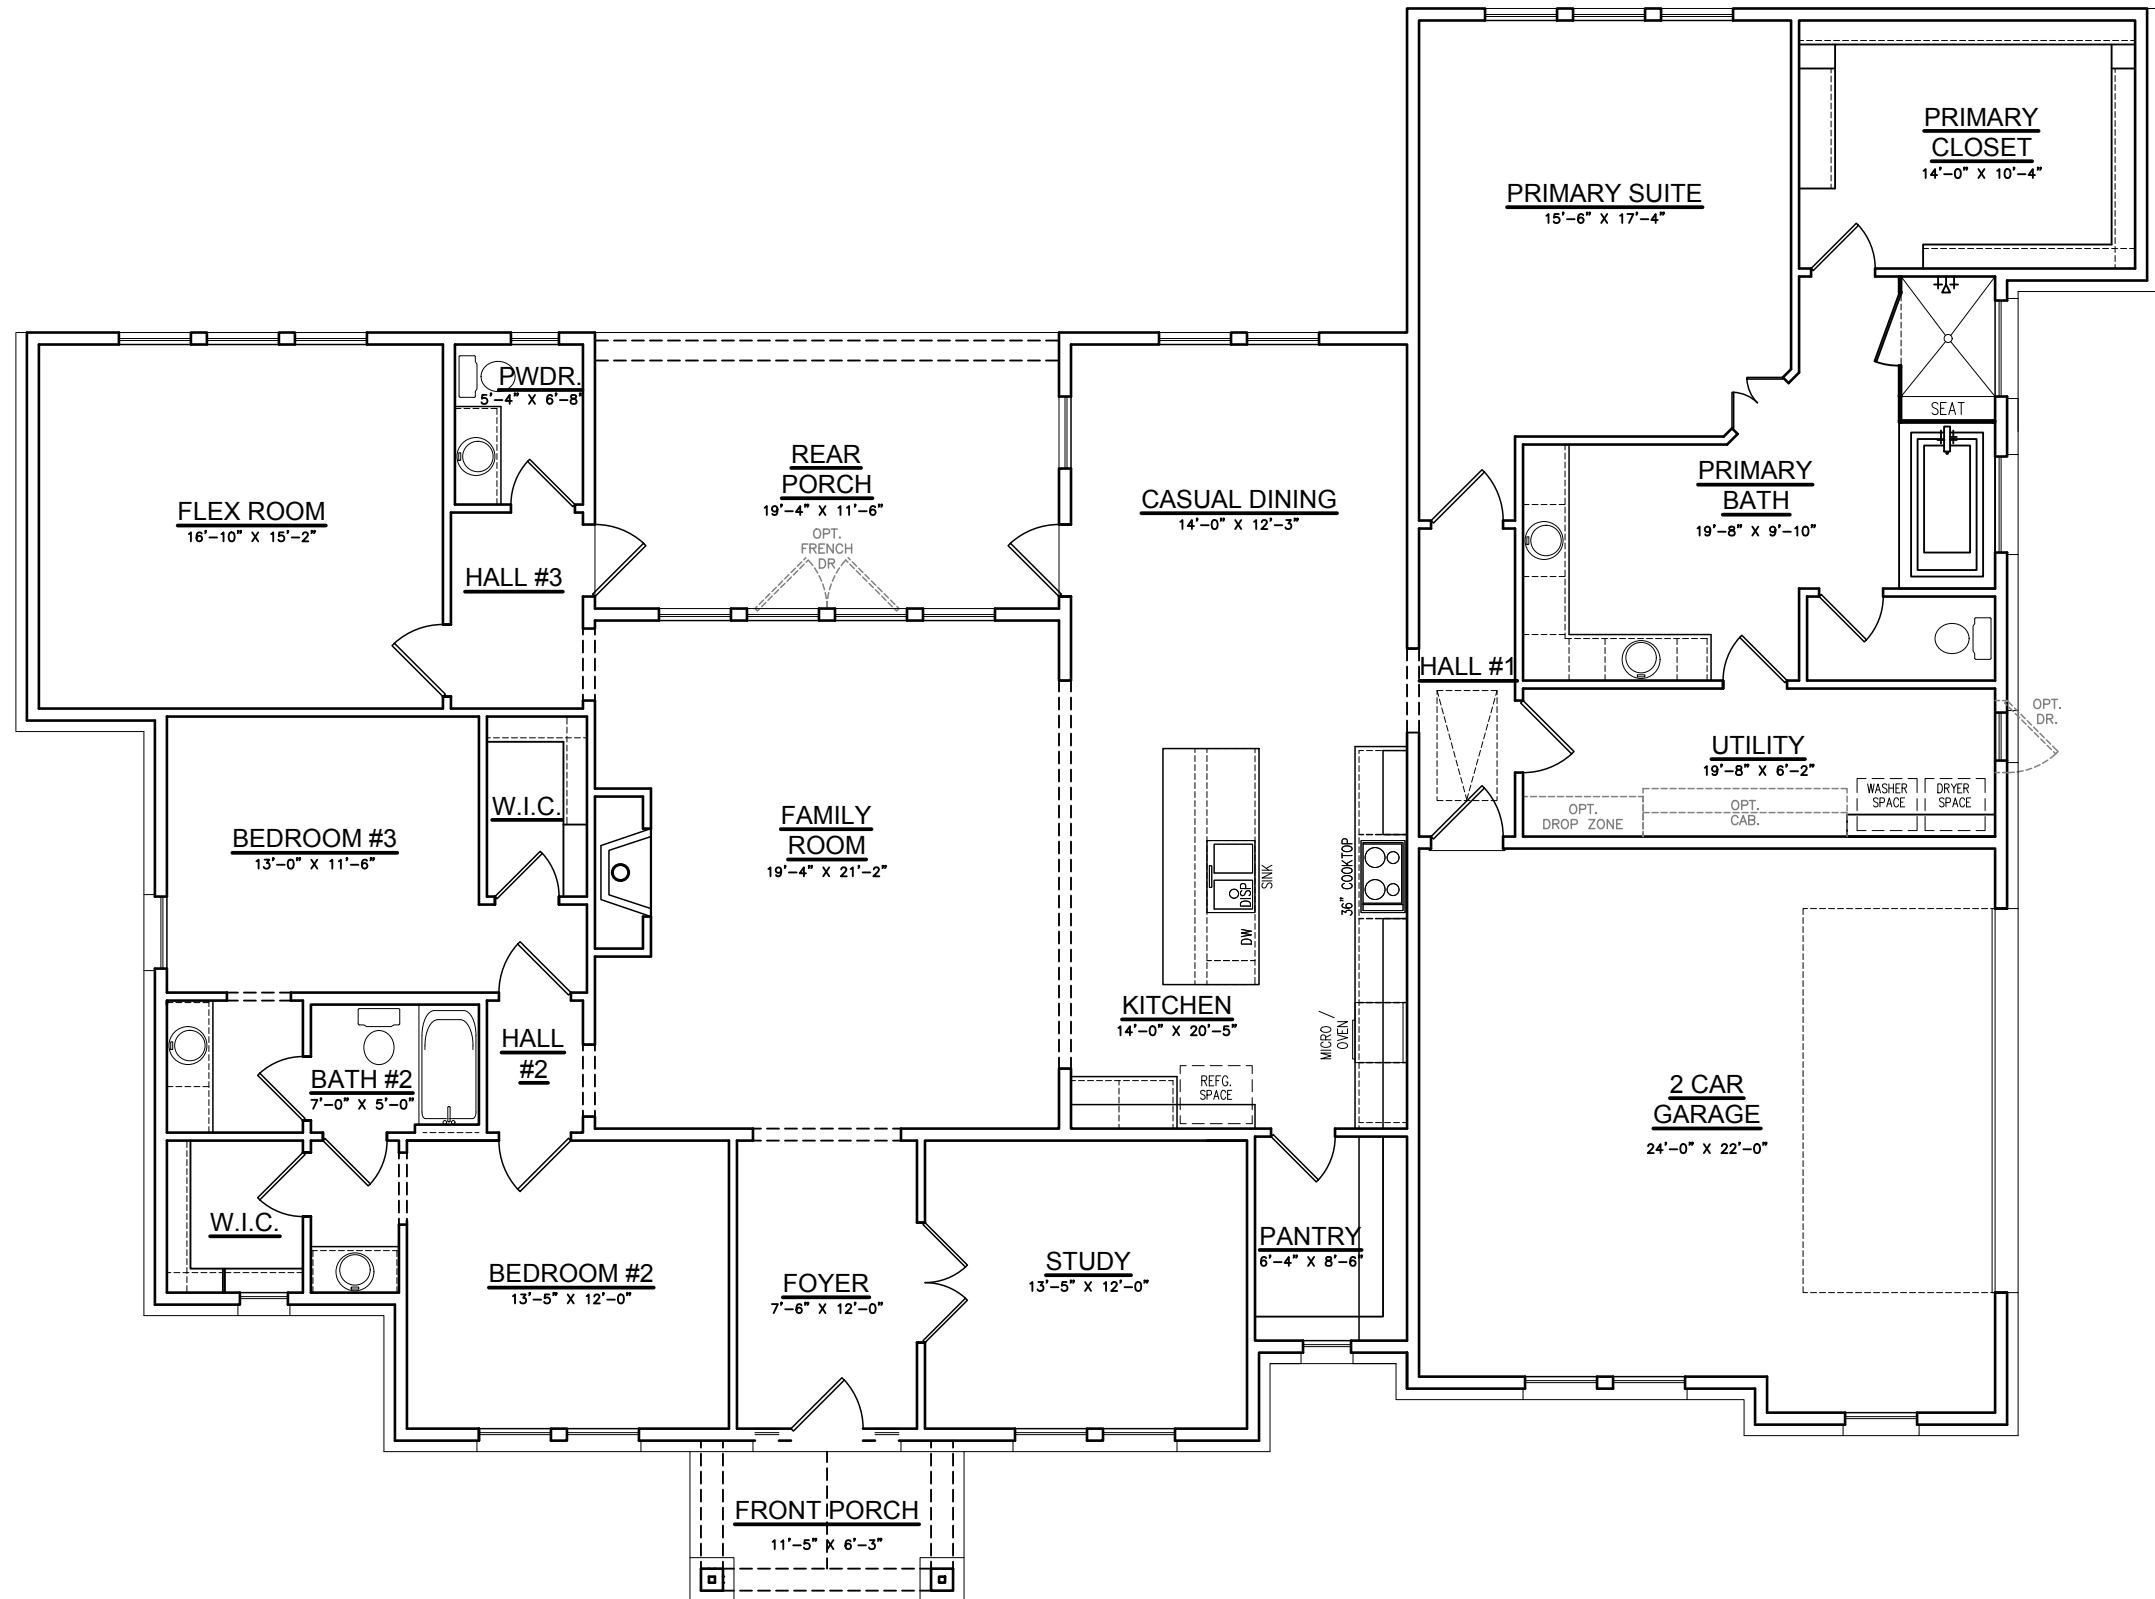 PRIMARY
CLOSET
14'-0" X 10'-4"
PRIMARY SUITE
15'-6" X 17'-4"
PWDR.
5'-4" X 6'-8"
SEAT
REAR
PORCH
19'-4" X 11'-6"
OPT.
FRENCH
DR
CASUAL DINING
14'-0" X 12'-3"
PRIMARY
BATH
19'-8" X 9'-10"
FLEX ROOM
16'-10" X 15'-2"
HALL #3
HALL #1
OPT.
DR.
UTILITY
19'-8" X 6'-2"
OPT.
DROP ZONE
OPT.
CAB.
WASHER
SPACE
DRYER
SPACE
W.I.C.
BEDROOM #3
13'-0" X 11'-6"
FAMILY
ROOM
19'-4" X 21'-2"
SINK
DISP
DW
36" COOKTOP
KITCHEN
14'-0" X 20'-5"
MICRO /
OVEN
REFG.
SPACE
HALL
#2
BATH #2
7'-0" X 5'-0"
2 CAR
GARAGE
24'-0" X 22'-0"
W.I.C.
BEDROOM #2
13'-5" X 12'-0"
FOYER
7'-6" X 12'-0"
STUDY
13'-5" X 12'-0"
PANTRY
6'-4" X 8'-6"
FRONT PORCH
11'-5" X 6'-3"